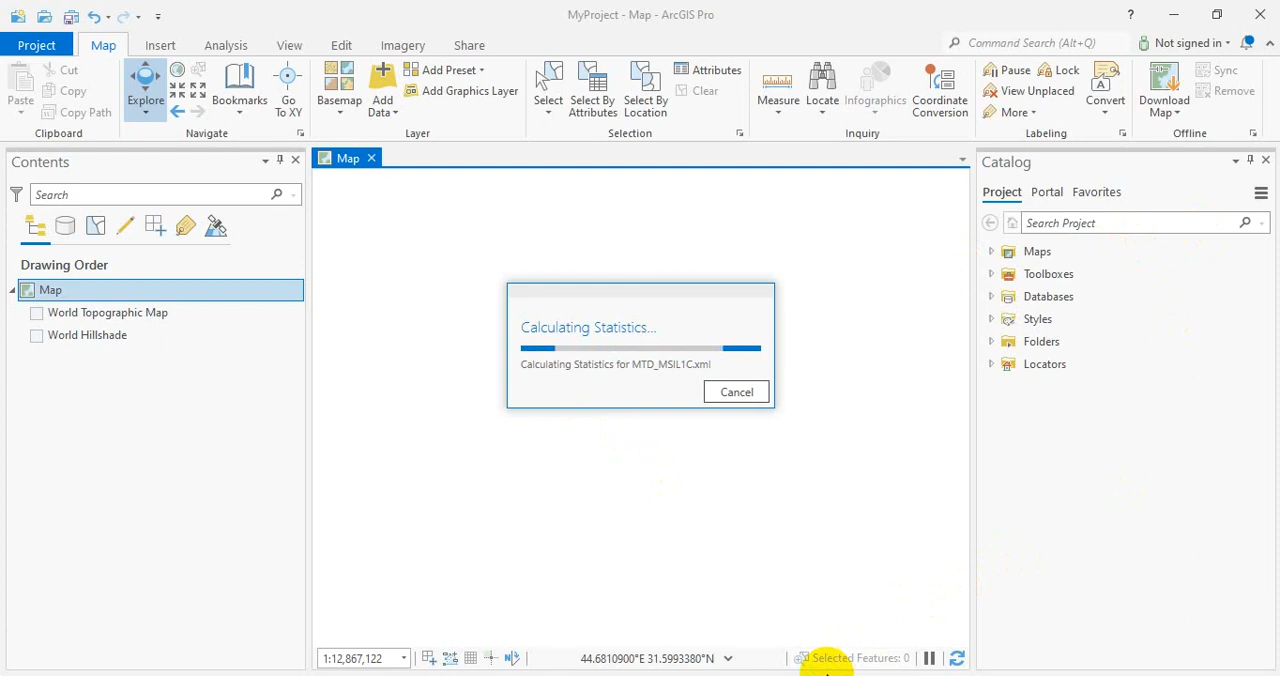 MyProject - Map - ArcGIS Pro
?
Project Map Insert Analysis View Edit Imagery Share
Command Search (Alt+Q)
Not signed in
Paste
Cut
Copy
Copy Path
Clipboard
Explore
Bookmarks
Go
To XY
Navigate
Basemap
Add
Data
Add Preset
Add Graphics Layer
Layer
Select
Select By
Attributes
Select By
Location
Attributes
Clear
Selection
Measure
Locate
Infographics
Coordinate
Conversion
Inquiry
Pause
Lock
View Unplaced
More
Convert
Labeling
Download
Map
Sync
Remove
Offline
Contents
Search
Drawing Order
Map
World Topographic Map
World Hillshade
Map
Calculating Statistics...
Calculating Statistics for MTD_MSIL1C.xml
Cancel
1:12,867,122
44.6810900°E 31.5993380°N
Selected Features: 0
Catalog
Project Portal Favorites
Search Project
Maps
Toolboxes
Databases
Styles
Folders
Locators